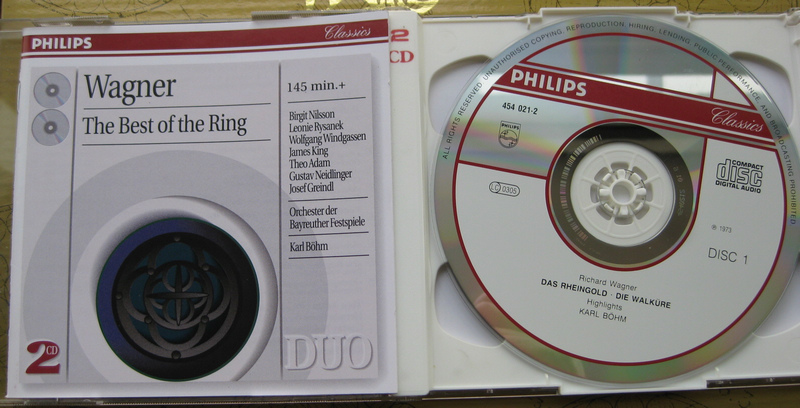 PHILIPS Classics
Wagner
The Best of the Ring
145 min.+
Birgit Nilsson
Leonie Rysanek
Wolfgang Windgassen
James King
Theo Adam
Gustav Neidlinger
Josef Greindl
Orchester der
Bayreuther Festspiele
Karl Böhm
2 CD
DUO
2
CD
ALL RIGHTS RESERVED. UNAUTHORISED COPYING, REPRODUCTION, HIRING, LENDING, PUBLIC PERFORMANCE AND BROADCASTING PROHIBITED
PHILIPS
Classics
454 021-2
PHILIPS
LC 0305
COMPACT
disc
DIGITAL AUDIO
℗ 1973
DISC 1
Richard Wagner
DAS RHEINGOLD · DIE WALKÜRE
Highlights
KARL BÖHM